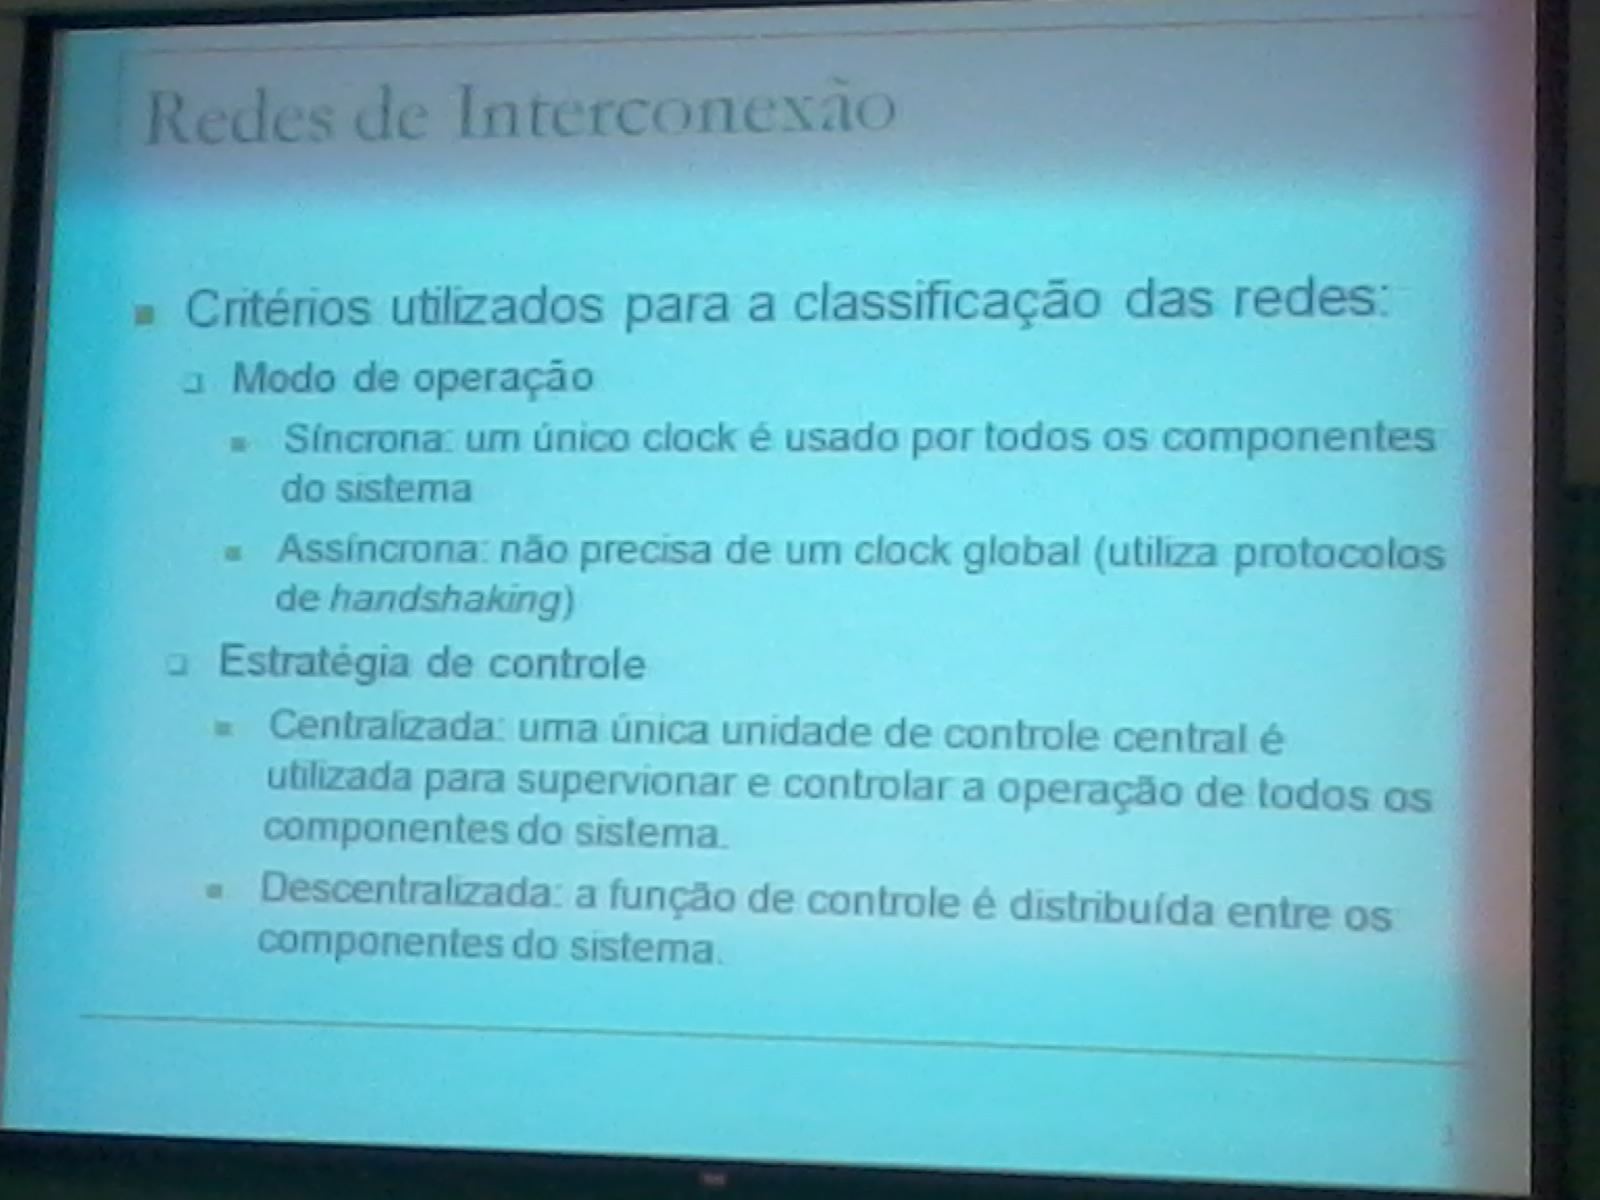 Redes de Interconexão
Critérios utilizados para a classificação das redes:
Modo de operação
Síncrona: um único clock é usado por todos os componentes
do sistema
Assíncrona: não precisa de um clock global (utiliza protocolos
de handshaking)
Estratégia de controle
Centralizada: uma única unidade de controle central é
utilizada para supervionar e controlar a operação de todos os
componentes do sistema.
Descentralizada: a função de controle é distribuída entre os
componentes do sistema.